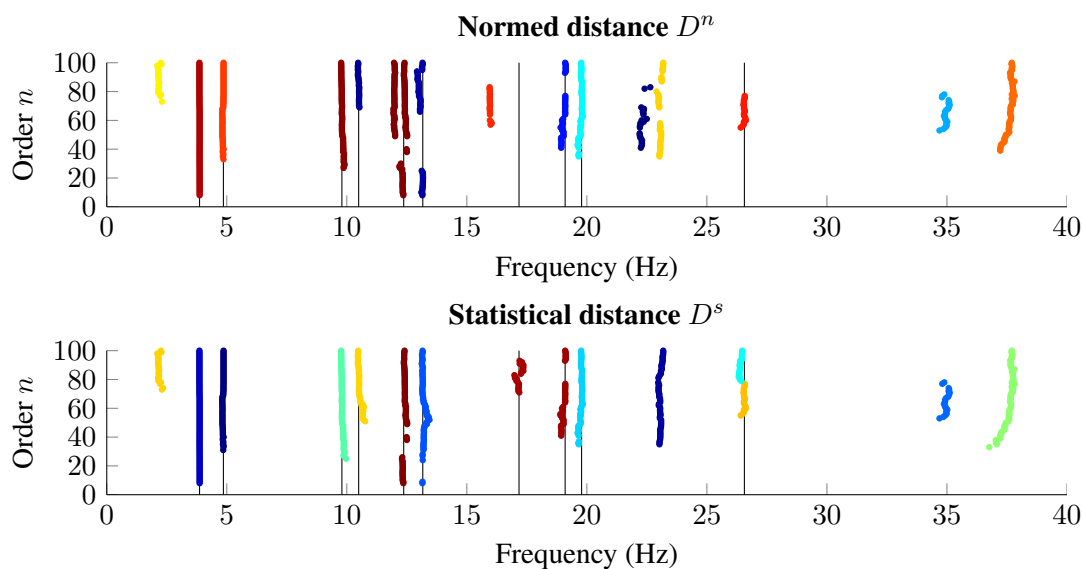 Normed distance Dⁿ
100
80
60
40
20
0
Order n
0 5 10 15 20 25 30 35 40
Frequency (Hz)
Statistical distance Dˢ
100
80
60
40
20
0
Order n
0 5 10 15 20 25 30 35 40
Frequency (Hz)